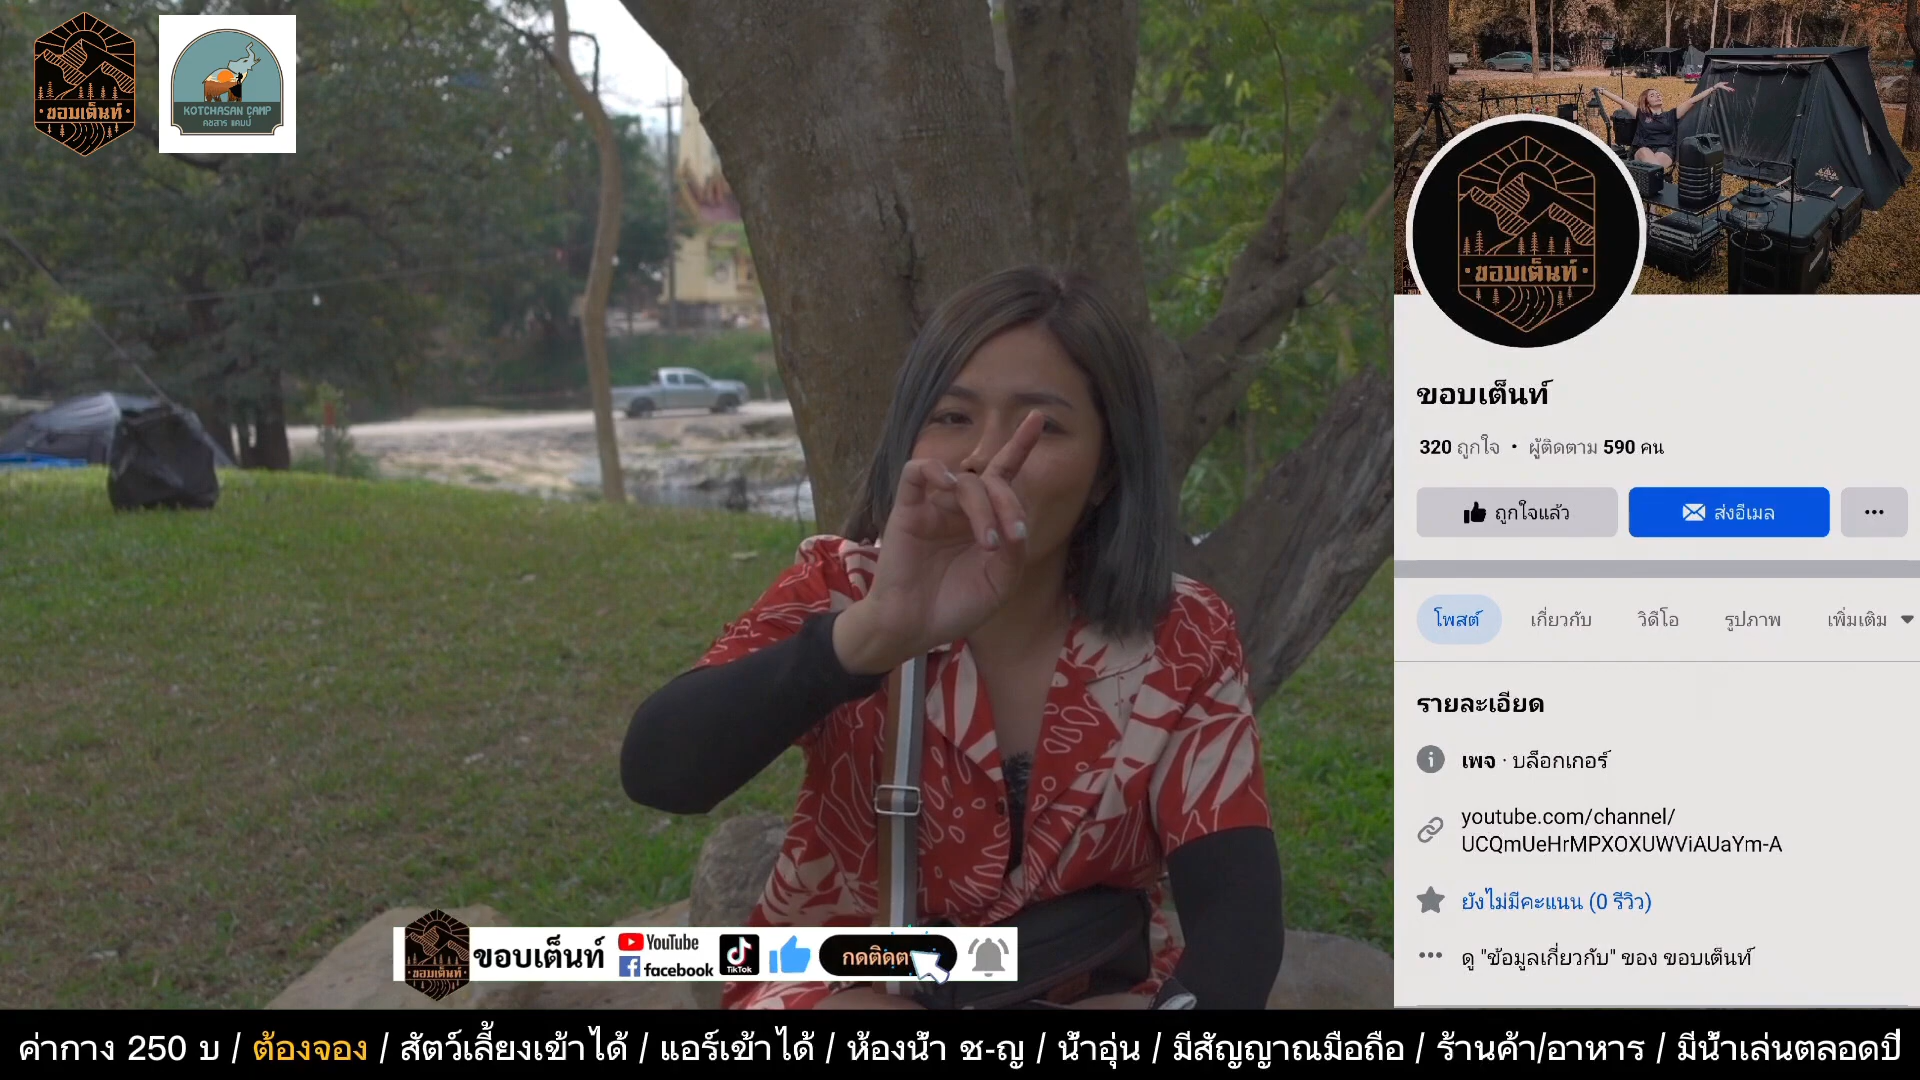 · ขอบเต็นท์ ·
KOTCHASAN CAMP
คชสาร แคมป์
· ขอบเต็นท์ ·
ขอบเต็นท์
320 ถูกใจ • ผู้ติดตาม 590 คน
ถูกใจแล้ว
ส่งอีเมล
โพสต์
เกี่ยวกับ
วิดีโอ
รูปภาพ
เพิ่มเติม
รายละเอียด
เพจ · บล็อกเกอร์
youtube.com/channel/
UCQmUeHrMPXOXUWViAUaYm-A
ยังไม่มีคะแนน (0 รีวิว)
ดู "ข้อมูลเกี่ยวกับ" ของ ขอบเต็นท์
· ขอบเต็นท์ ·
ขอบเต็นท์
YouTube
facebook
TikTok
กดติดต
ค่ากาง 250 บ / ต้องจอง / สัตว์เลี้ยงเข้าได้ / แอร์เข้าได้ / ห้องน้ำ ช-ญ / น้ำอุ่น / มีสัญญาณมือถือ / ร้านค้า/อาหาร / มีน้ำเล่นตลอดปี